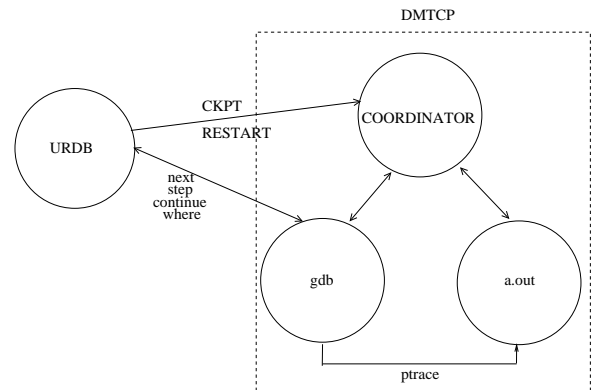 DMTCP
CKPT
RESTART
COORDINATOR
URDB
next
step
continue
where
gdb
a.out
ptrace